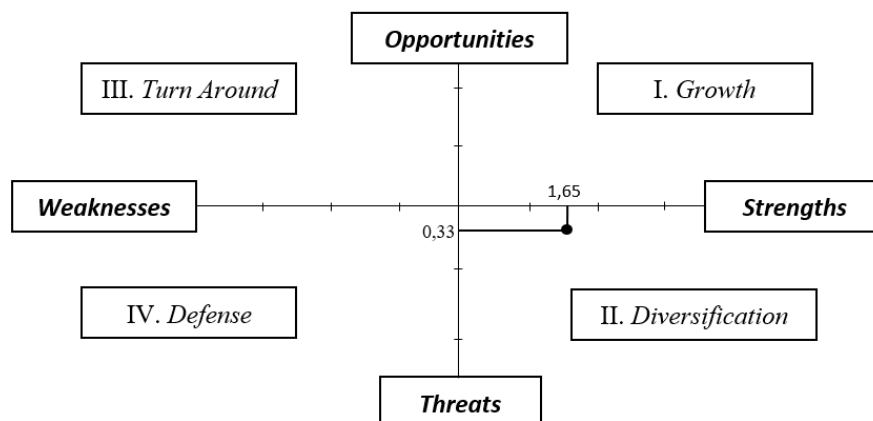 Opportunities
III. Turn Around
I. Growth
Weaknesses
1,65
Strengths
0,33
IV. Defense
II. Diversification
Threats